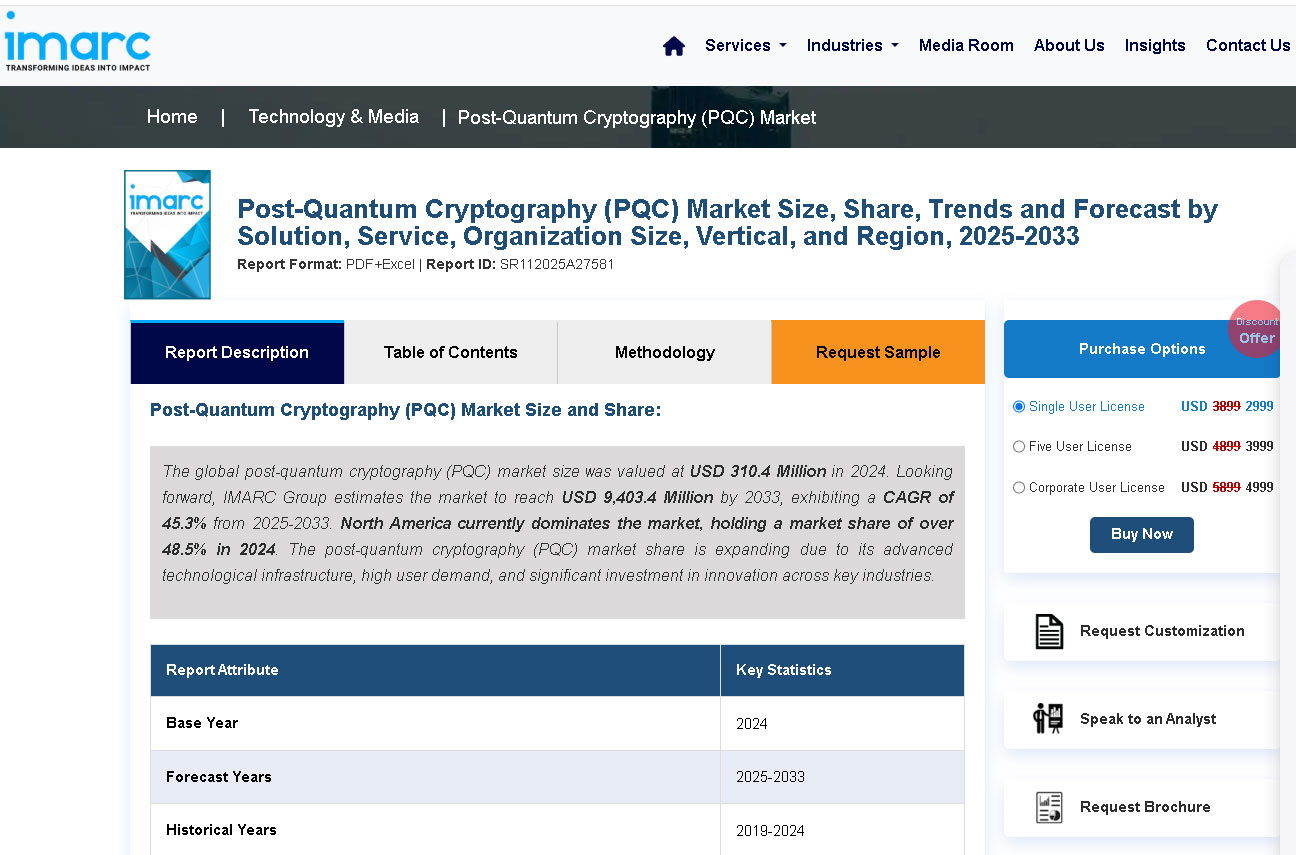 imarc
TRANSFORMING IDEAS INTO IMPACT
Services
Industries
Media Room
About Us
Insights
Contact Us
Home | Technology & Media | Post-Quantum Cryptography (PQC) Market
imarc
TRANSFORMING IDEAS INTO IMPACT
Post-Quantum Cryptography (PQC) Market Size, Share, Trends and Forecast by
Solution, Service, Organization Size, Vertical, and Region, 2025-2033
Report Format: PDF+Excel | Report ID: SR112025A27581
Report Description
Table of Contents
Methodology
Request Sample
Post-Quantum Cryptography (PQC) Market Size and Share:
The global post-quantum cryptography (PQC) market size was valued at USD 310.4 Million in 2024. Looking
forward, IMARC Group estimates the market to reach USD 9,403.4 Million by 2033, exhibiting a CAGR of
45.3% from 2025-2033. North America currently dominates the market, holding a market share of over
48.5% in 2024. The post-quantum cryptography (PQC) market share is expanding due to its advanced
technological infrastructure, high user demand, and significant investment in innovation across key industries.
Report Attribute Key Statistics
Base Year 2024
Forecast Years 2025-2033
Historical Years 2019-2024
Discount
Offer
Purchase Options
Single User License USD 3899 2999
Five User License USD 4899 3999
Corporate User License USD 5899 4999
Buy Now
Request Customization
Speak to an Analyst
Request Brochure